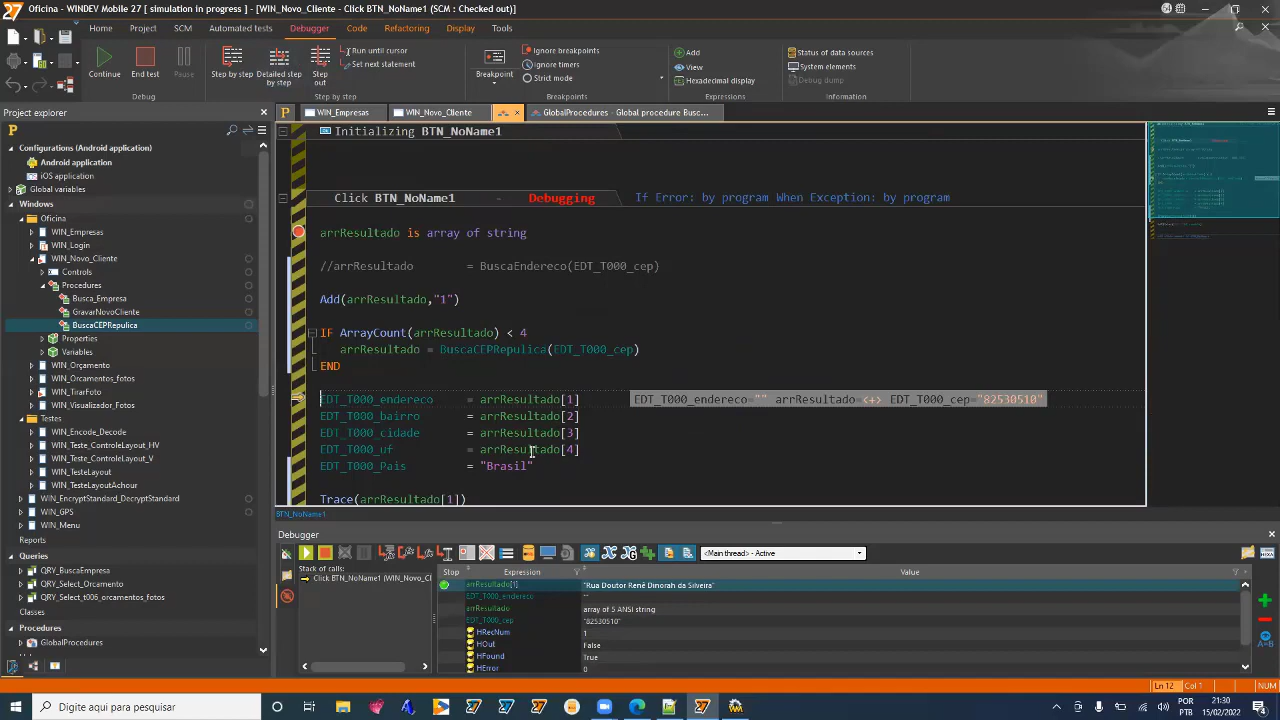 Oficina - WINDEV Mobile 27 [ simulation in progress ] - [WIN_Novo_Cliente - Click BTN_NoName1 (SCM : Checked out)]
Home Project SCM Automated tests Debugger Code Refactoring Display Tools
Continue End test Pause
Debug
Step by step Detailed step by step Step out
Run until cursor
Set next statement
Step by step
Breakpoint
Ignore breakpoints
Ignore timers
Strict mode
Breakpoints
Add
View
Hexadecimal display
Expressions
Status of data sources
System elements
Debug dump
Information
Project explorer
WIN_Empresas WIN_Novo_Cliente GlobalProcedures - Global procedure Busc...
Configurations (Android application)
Android application
iOS application
Global variables
Windows
Oficina
WIN_Empresas
WIN_Login
WIN_Novo_Cliente
Controls
Procedures
Busca_Empresa
GravarNovoCliente
BuscaCEPRepulica
Properties
Variables
WIN_Orçamento
WIN_Orcamentos_fotos
WIN_TirarFoto
WIN_Visualizador_Fotos
Testes
WIN_Encode_Decode
WIN_Teste_ControleLayout_HV
WIN_Teste_ControleLayout_V
WIN_TesteLayout
WIN_TesteLayoutAchour
WIN_EncryptStandard_DecryptStandard
WIN_GPS
WIN_Menu
Reports
Queries
QRY_BuscaEmpresa
QRY_Select_Orcamento
QRY_Select_t006_orcamentos_fotos
Classes
Procedures
GlobalProcedures
Initializing BTN_NoName1
Click BTN_NoName1 Debugging If Error: by program When Exception: by program
arrResultado is array of string
//arrResultado = BuscaEndereco(EDT_T000_cep)
Add(arrResultado,"1")
IF ArrayCount(arrResultado) < 4
arrResultado = BuscaCEPRepulica(EDT_T000_cep)
END
EDT_T000_endereco = arrResultado[1] EDT_T000_endereco="" arrResultado=<+> EDT_T000_cep="82530510"
EDT_T000_bairro = arrResultado[2]
EDT_T000_cidade = arrResultado[3]
EDT_T000_uf = arrResultado[4]
EDT_T000_Pais = "Brasil"
Trace(arrResultado[1])
BTN_NoName1
Debugger
<Main thread> - Active
Stack of calls:
Click BTN_NoName1 (WIN_Novo_Cl
Stop Expression Value
arrResultado[1] "Rua Doutor Renê Dinorah da Silveira"
EDT_T000_endereco ""
arrResultado array of 5 ANSI string
EDT_T000_cep "82530510"
HRecNum 1
HOut False
HFound True
HError 0
Ln 12 Col 1 NUM
Digite aqui para pesquisar
POR
PTB
21:30
15/02/2022